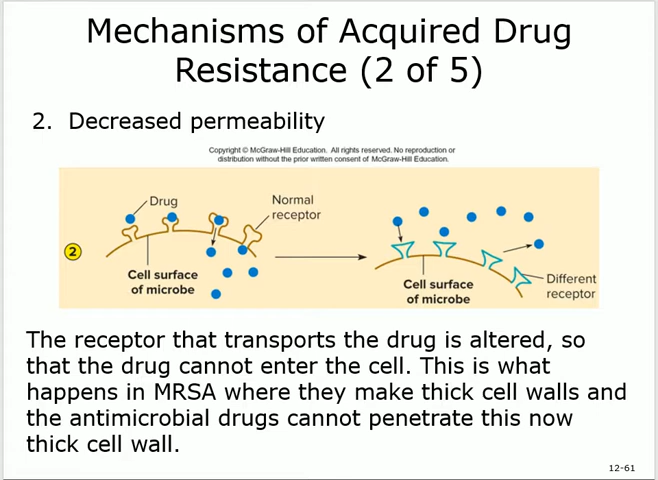 Mechanisms of Acquired Drug
Resistance (2 of 5)
2. Decreased permeability
Copyright © McGraw-Hill Education. All rights reserved. No reproduction or
distribution without the prior written consent of McGraw-Hill Education.
Drug
Normal
receptor
2
Cell surface
of microbe
Cell surface
of microbe
Different
receptor
The receptor that transports the drug is altered, so
that the drug cannot enter the cell. This is what
happens in MRSA where they make thick cell walls and
the antimicrobial drugs cannot penetrate this now
thick cell wall.
12-61